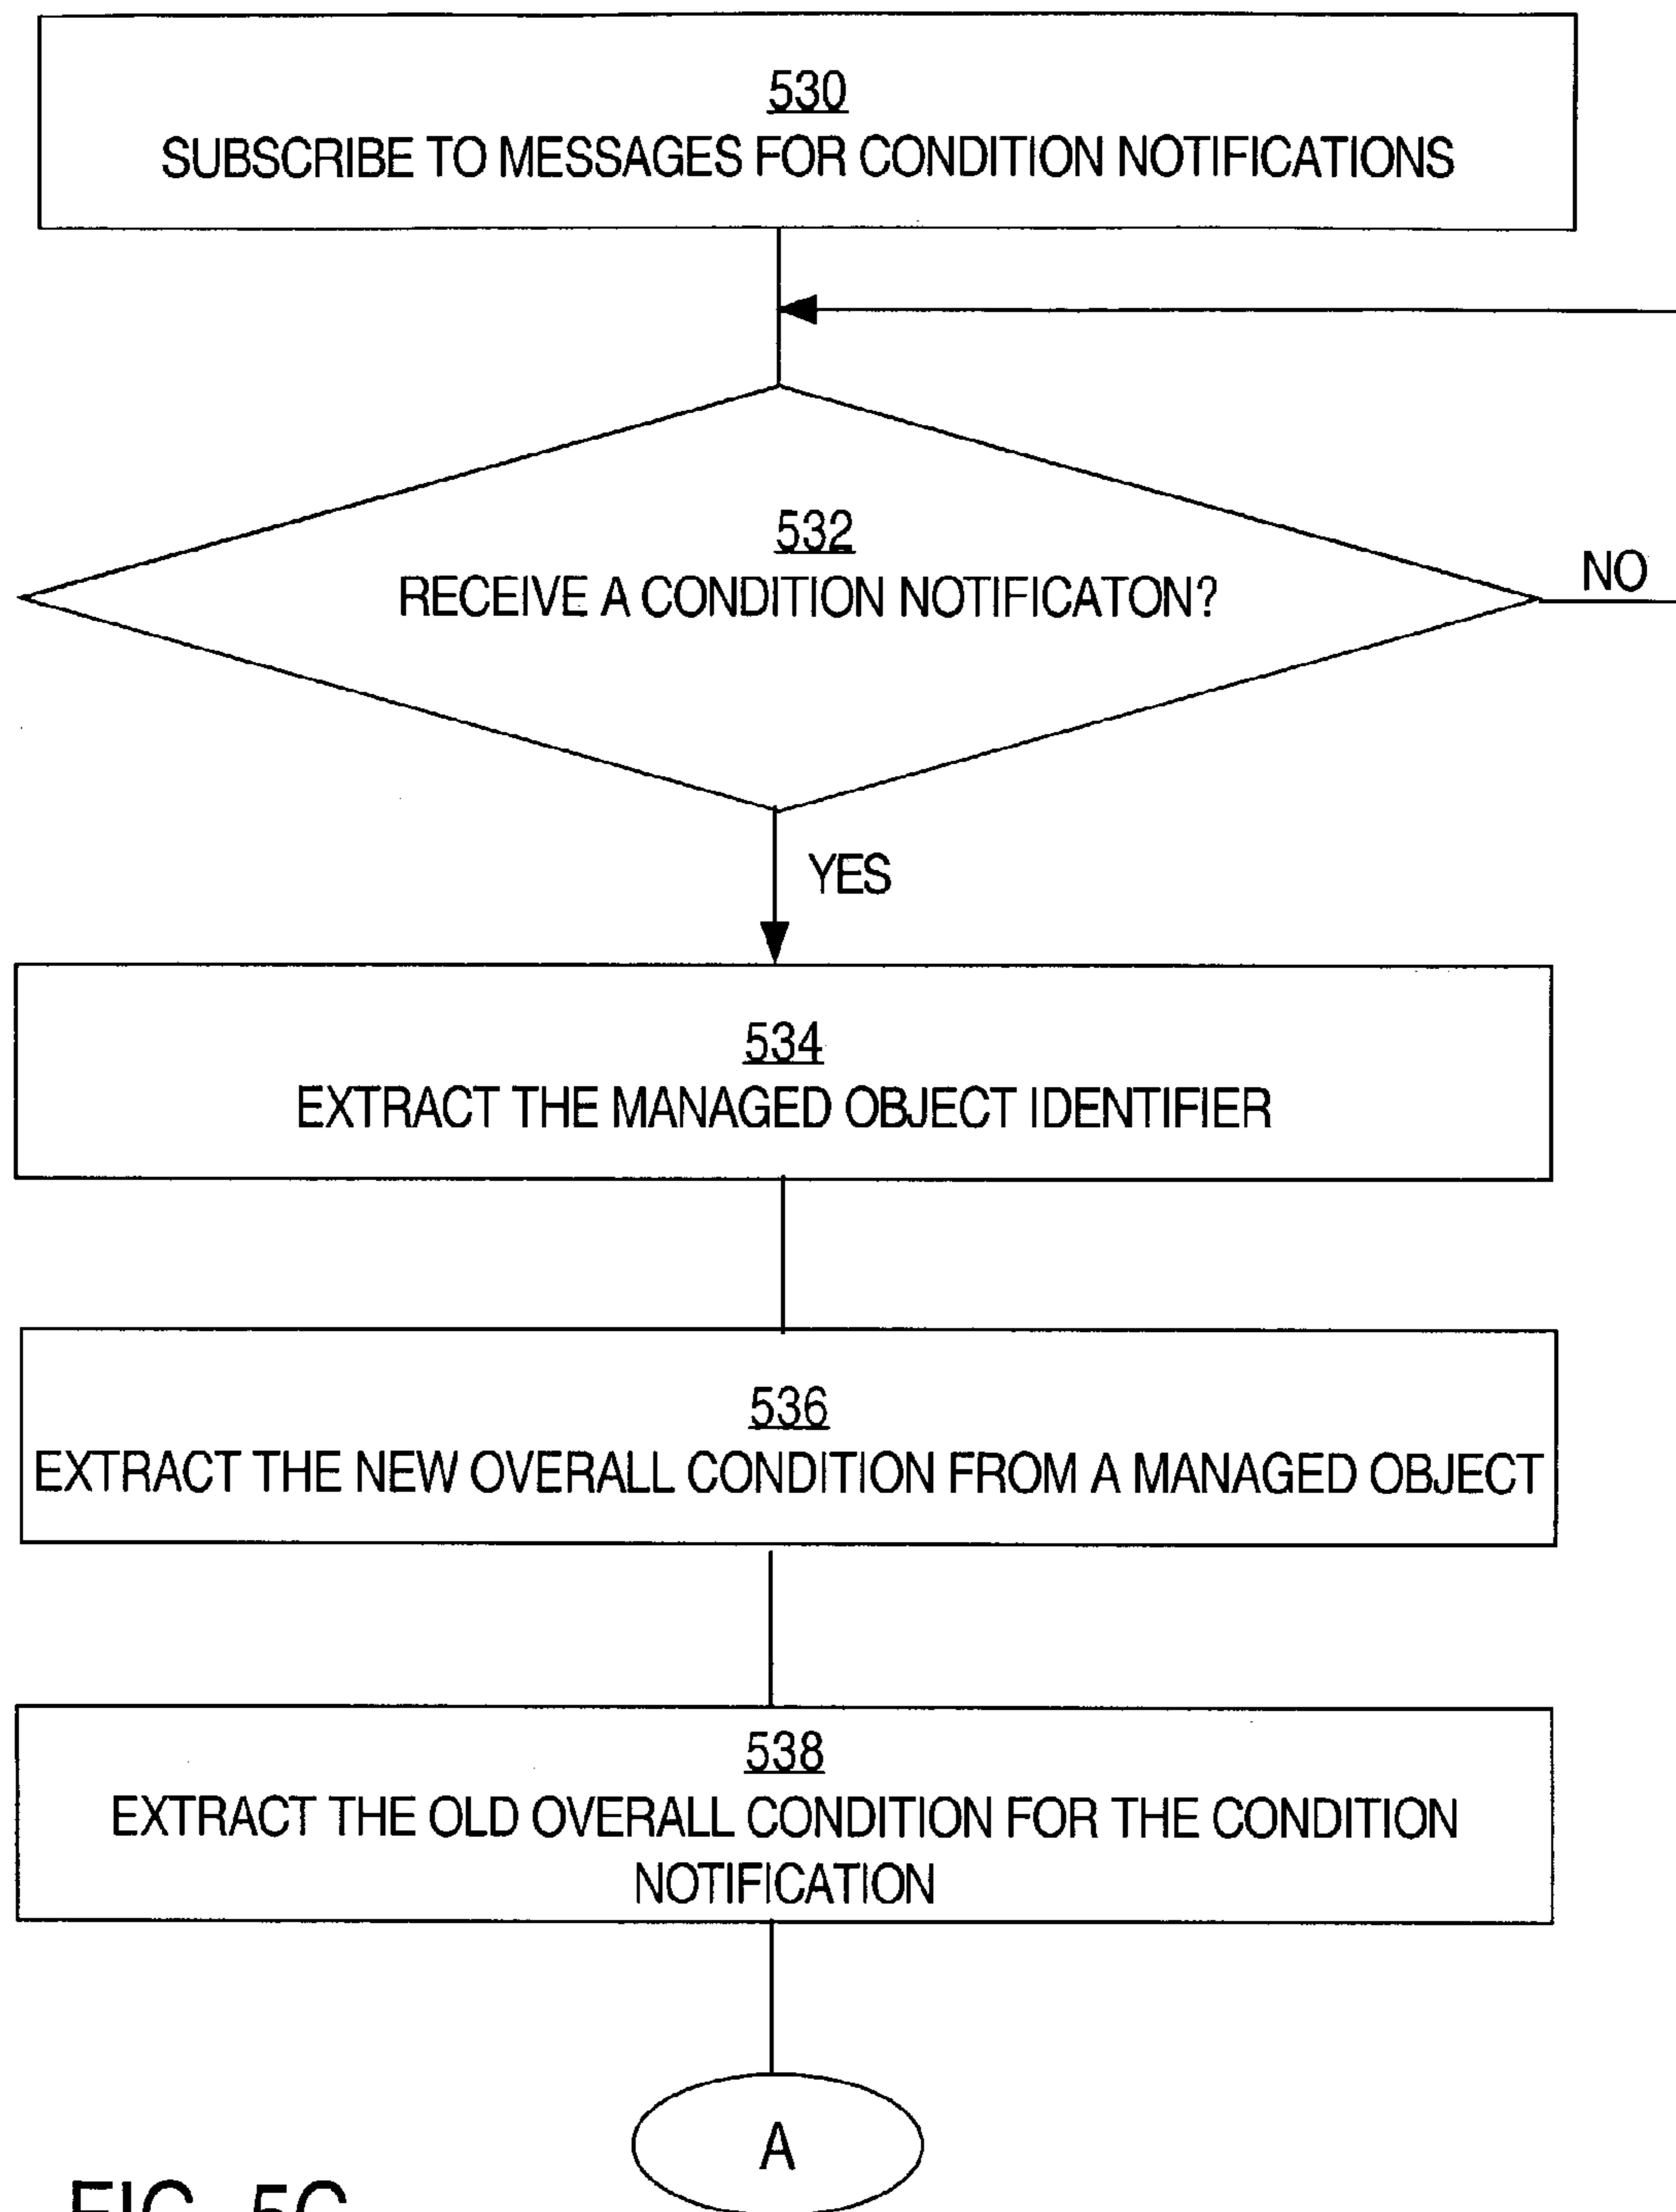 530
SUBSCRIBE TO MESSAGES FOR CONDITION NOTIFICATIONS
532
RECEIVE A CONDITION NOTIFICATON?
NO
YES
534
EXTRACT THE MANAGED OBJECT IDENTIFIER
536
EXTRACT THE NEW OVERALL CONDITION FROM A MANAGED OBJECT
538
EXTRACT THE OLD OVERALL CONDITION FOR THE CONDITION
NOTIFICATION
A
FIG. 5C